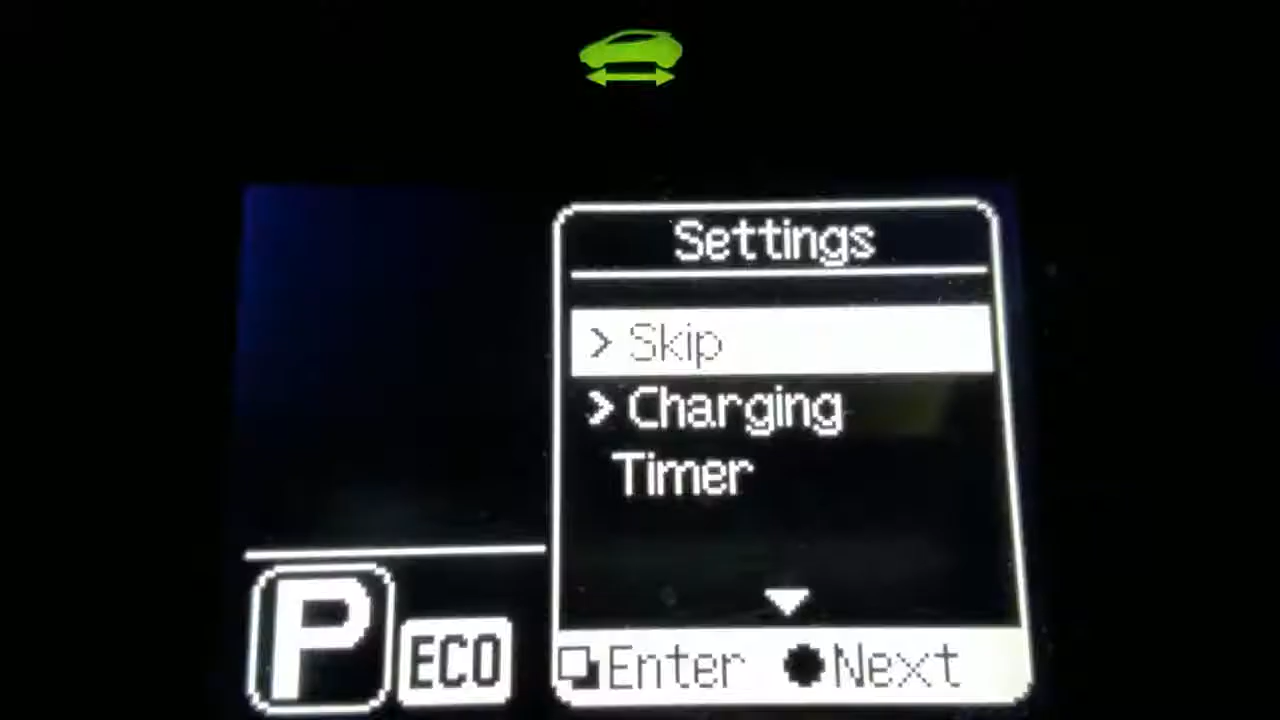 Settings
> Skip
> Charging
Timer
P ECO
Enter Next